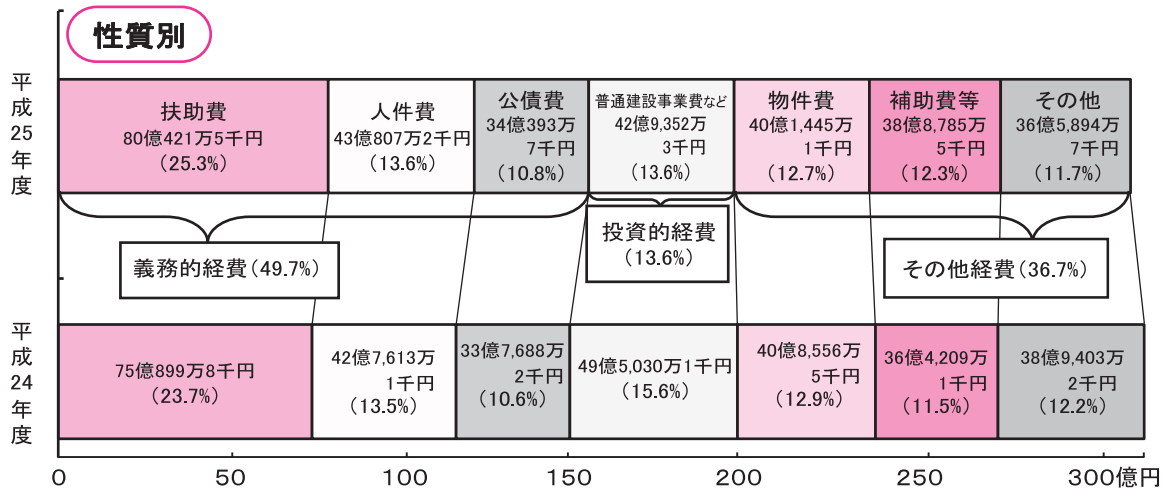 性質別
平成25年度
扶助費
80億421万5千円
(25.3%)
人件費
43億807万2千円
(13.6%)
公債費
34億393万
7千円
(10.8%)
普通建設事業費など
42億9,352万
3千円
(13.6%)
物件費
40億1,445万
1千円
(12.7%)
補助費等
38億8,785万
5千円
(12.3%)
その他
36億5,894万
7千円
(11.7%)
義務的経費(49.7%)
投資的経費
(13.6%)
その他経費(36.7%)
平成24年度
75億899万8千円
(23.7%)
42億7,613万
1千円
(13.5%)
33億7,688万
2千円
(10.6%)
49億5,030万1千円
(15.6%)
40億8,556万
5千円
(12.9%)
36億4,209万
1千円
(11.5%)
38億9,403万
2千円
(12.2%)
0 50 100 150 200 250 300億円